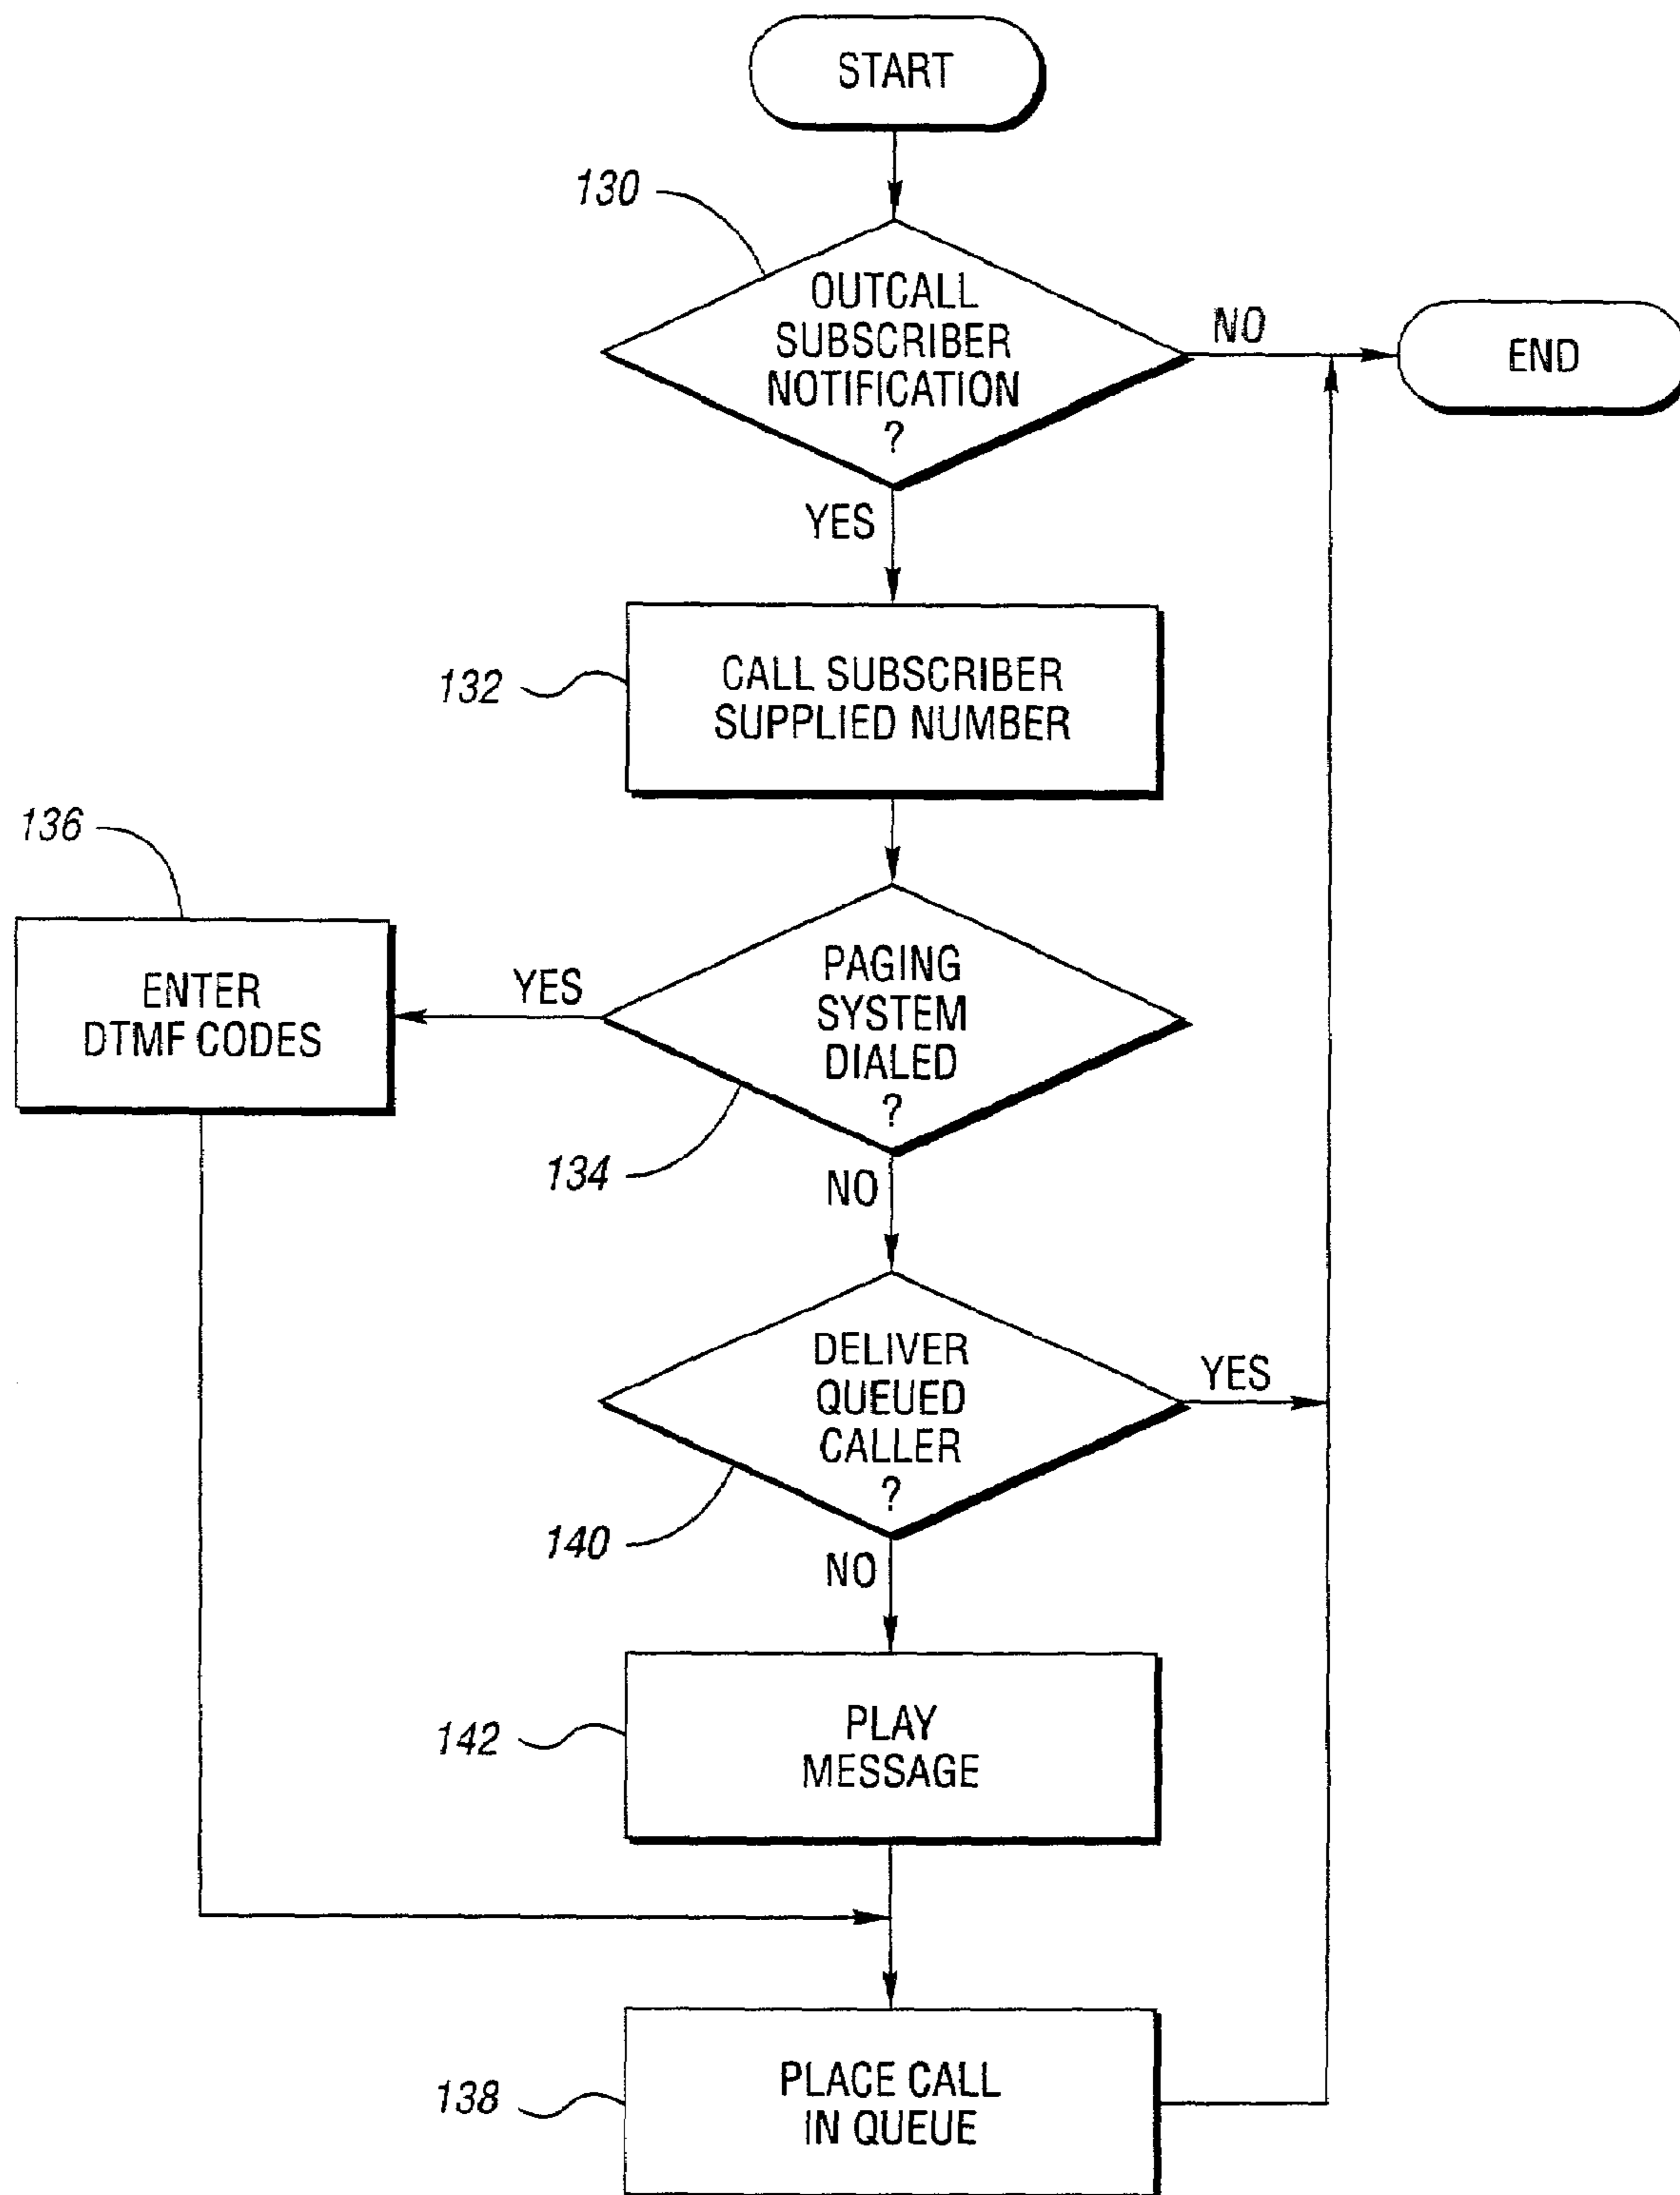 START
130
OUTCALL
SUBSCRIBER
NOTIFICATION
?
NO
END
YES
132
CALL SUBSCRIBER
SUPPLIED NUMBER
136
ENTER
DTMF CODES
YES
PAGING
SYSTEM
DIALED
?
134
NO
DELIVER
QUEUED
CALLER
?
YES
140
NO
142
PLAY
MESSAGE
138
PLACE CALL
IN QUEUE